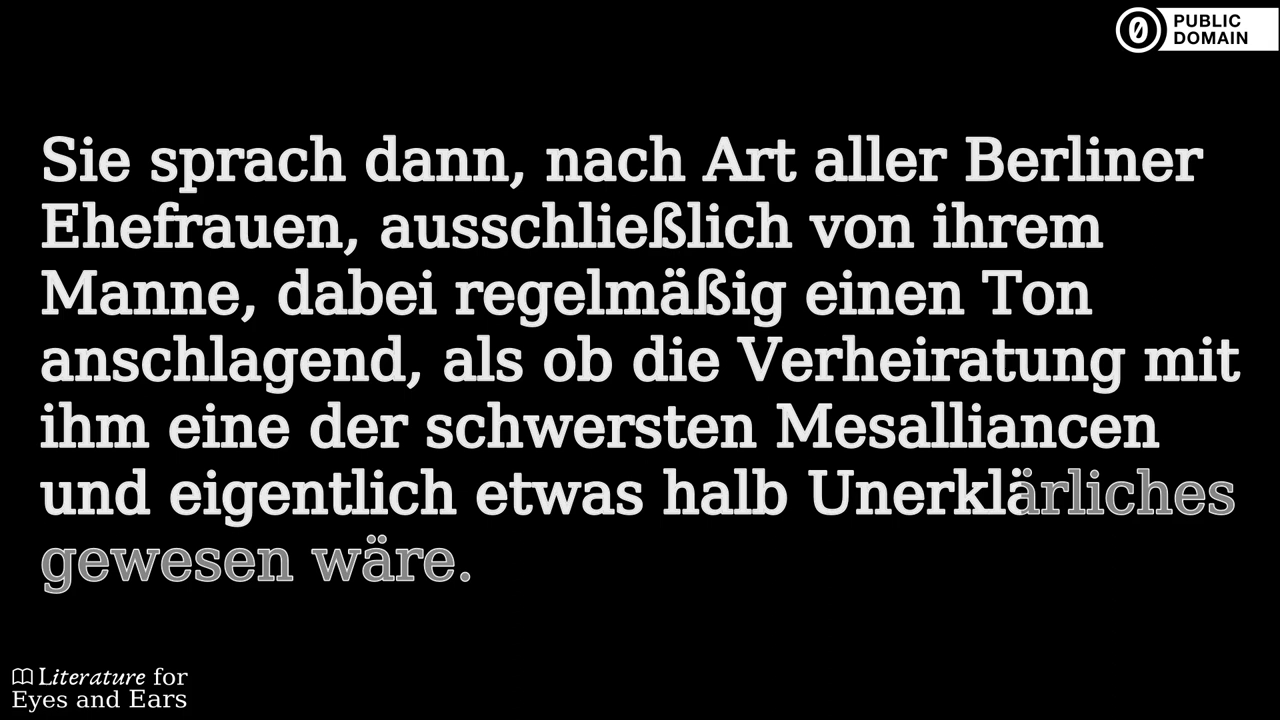 PUBLIC
DOMAIN
Sie sprach dann, nach Art aller Berliner
Ehefrauen, ausschließlich von ihrem
Manne, dabei regelmäßig einen Ton
anschlagend, als ob die Verheiratung mit
ihm eine der schwersten Mesalliancen
und eigentlich etwas halb Unerklärliches
gewesen wäre.
Literature for
Eyes and Ears